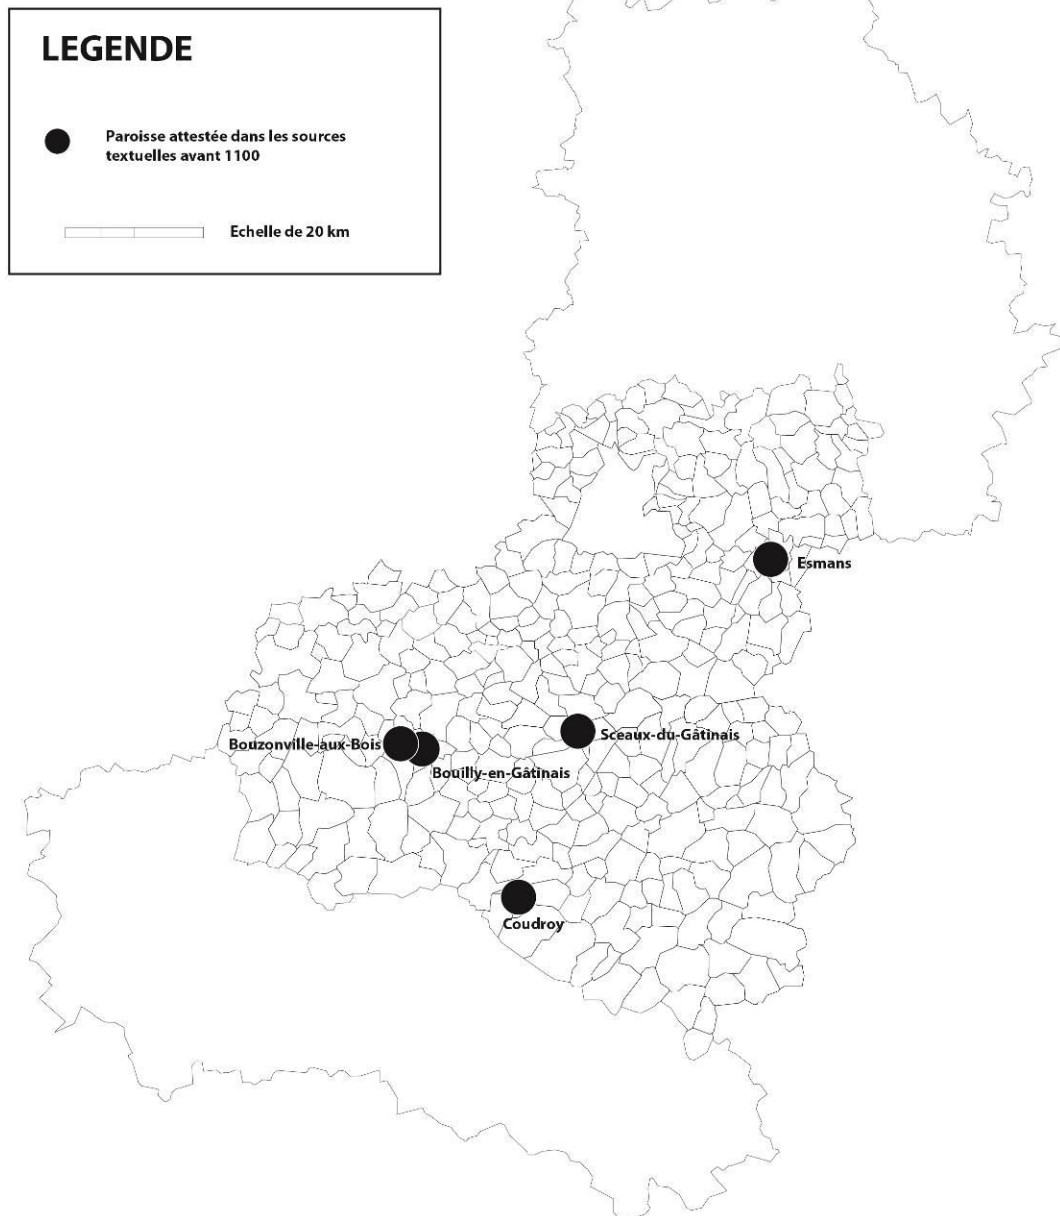 LEGENDE
Paroisse attestée dans les sources
textuelles avant 1100
Echelle de 20 km
Esmans
Sceaux-du-Gâtinais
Bouzonville-aux-Bois
Bouilly-en-Gâtinais
Coudroy